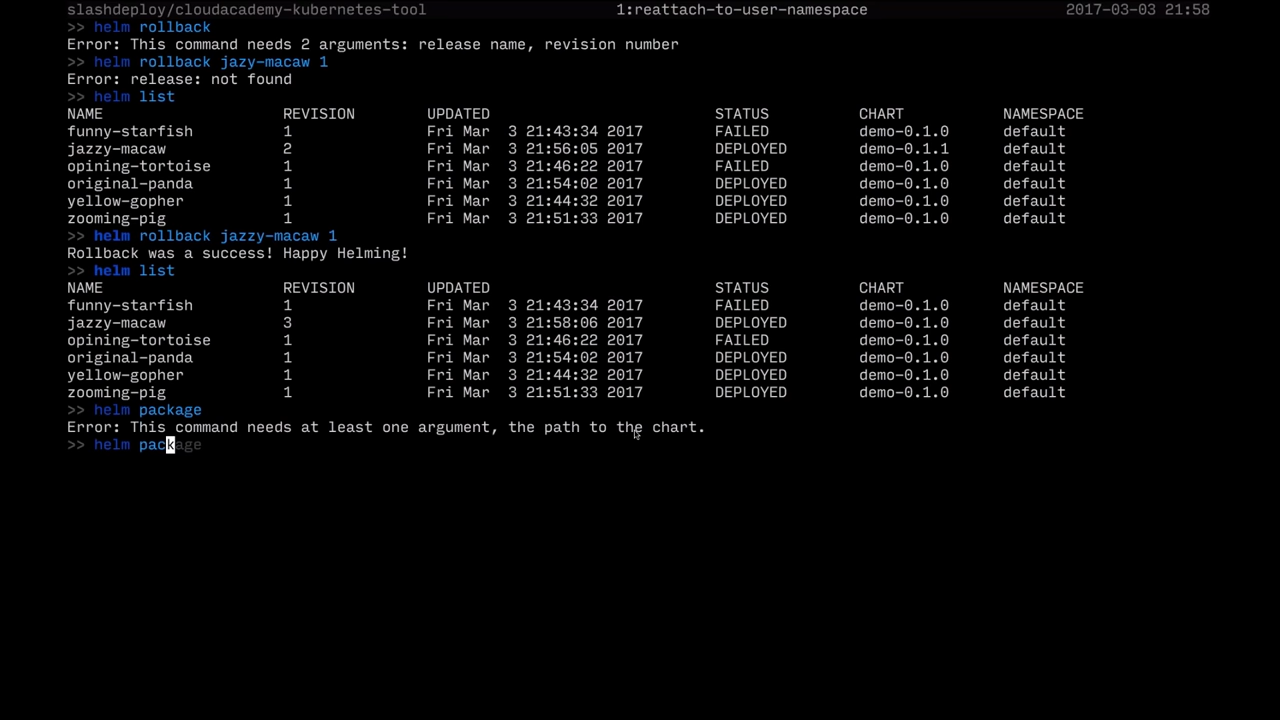 slashdeploy/cloudacademy-kubernetes-tool 1:reattach-to-user-namespace 2017-03-03 21:58
>> helm rollback
Error: This command needs 2 arguments: release name, revision number
>> helm rollback jazy-macaw 1
Error: release: not found
>> helm list
NAME REVISION UPDATED STATUS CHART NAMESPACE
funny-starfish 1 Fri Mar 3 21:43:34 2017 FAILED demo-0.1.0 default
jazzy-macaw 2 Fri Mar 3 21:56:05 2017 DEPLOYED demo-0.1.1 default
opining-tortoise 1 Fri Mar 3 21:46:22 2017 FAILED demo-0.1.0 default
original-panda 1 Fri Mar 3 21:54:02 2017 DEPLOYED demo-0.1.0 default
yellow-gopher 1 Fri Mar 3 21:44:32 2017 DEPLOYED demo-0.1.0 default
zooming-pig 1 Fri Mar 3 21:51:33 2017 DEPLOYED demo-0.1.0 default
>> helm rollback jazzy-macaw 1
Rollback was a success! Happy Helming!
>> helm list
NAME REVISION UPDATED STATUS CHART NAMESPACE
funny-starfish 1 Fri Mar 3 21:43:34 2017 FAILED demo-0.1.0 default
jazzy-macaw 3 Fri Mar 3 21:58:06 2017 DEPLOYED demo-0.1.0 default
opining-tortoise 1 Fri Mar 3 21:46:22 2017 FAILED demo-0.1.0 default
original-panda 1 Fri Mar 3 21:54:02 2017 DEPLOYED demo-0.1.0 default
yellow-gopher 1 Fri Mar 3 21:44:32 2017 DEPLOYED demo-0.1.0 default
zooming-pig 1 Fri Mar 3 21:51:33 2017 DEPLOYED demo-0.1.0 default
>> helm package
Error: This command needs at least one argument, the path to the chart.
>> helm package